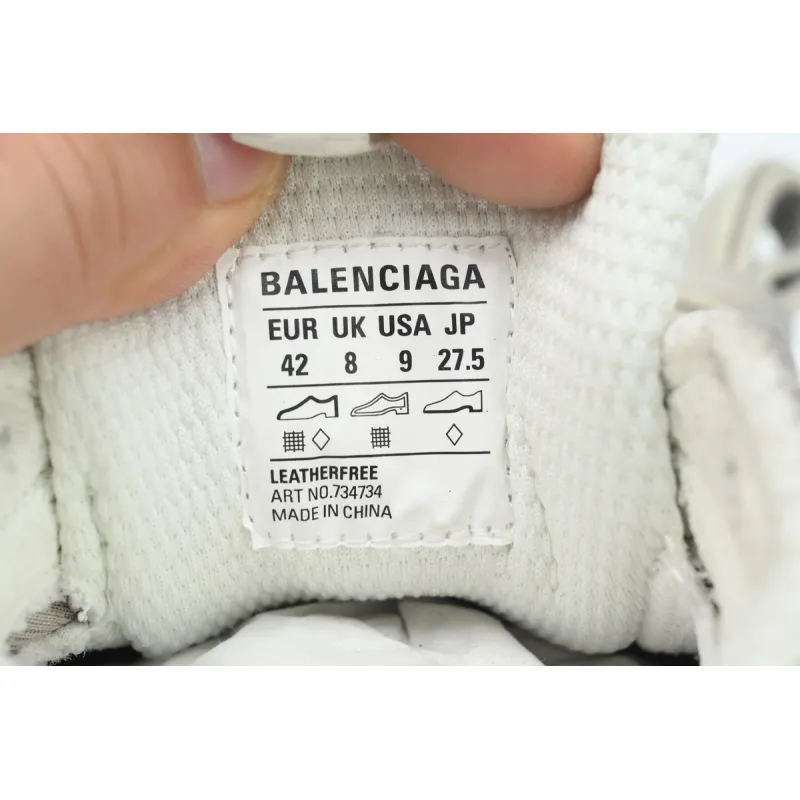 BALENCIAGA
EUR UK USA JP
42 8 9 27.5
LEATHERFREE
ART NO.734734
MADE IN CHINA